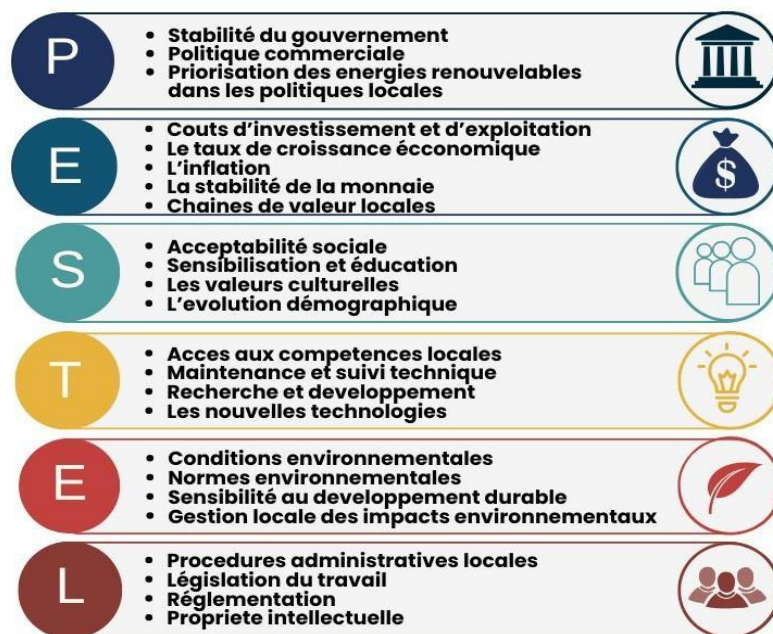 P
• Stabilité du gouvernement
• Politique commerciale
• Priorisation des energies renouvelables
dans les politiques locales
E
• Couts d'investissement et d'exploitation
• Le taux de croissance écconomique
• L'inflation
• La stabilité de la monnaie
• Chaines de valeur locales
$
S
• Acceptabilité sociale
• Sensibilisation et éducation
• Les valeurs culturelles
• L'evolution démographique
T
• Acces aux competences locales
• Maintenance et suivi technique
• Recherche et developpement
• Les nouvelles technologies
E
• Conditions environnementales
• Normes environnementales
• Sensibilité au developpement durable
• Gestion locale des impacts environmentaux
L
• Procedures administratives locales
• Législation du travail
• Réglementation
• Propriete intellectuelle